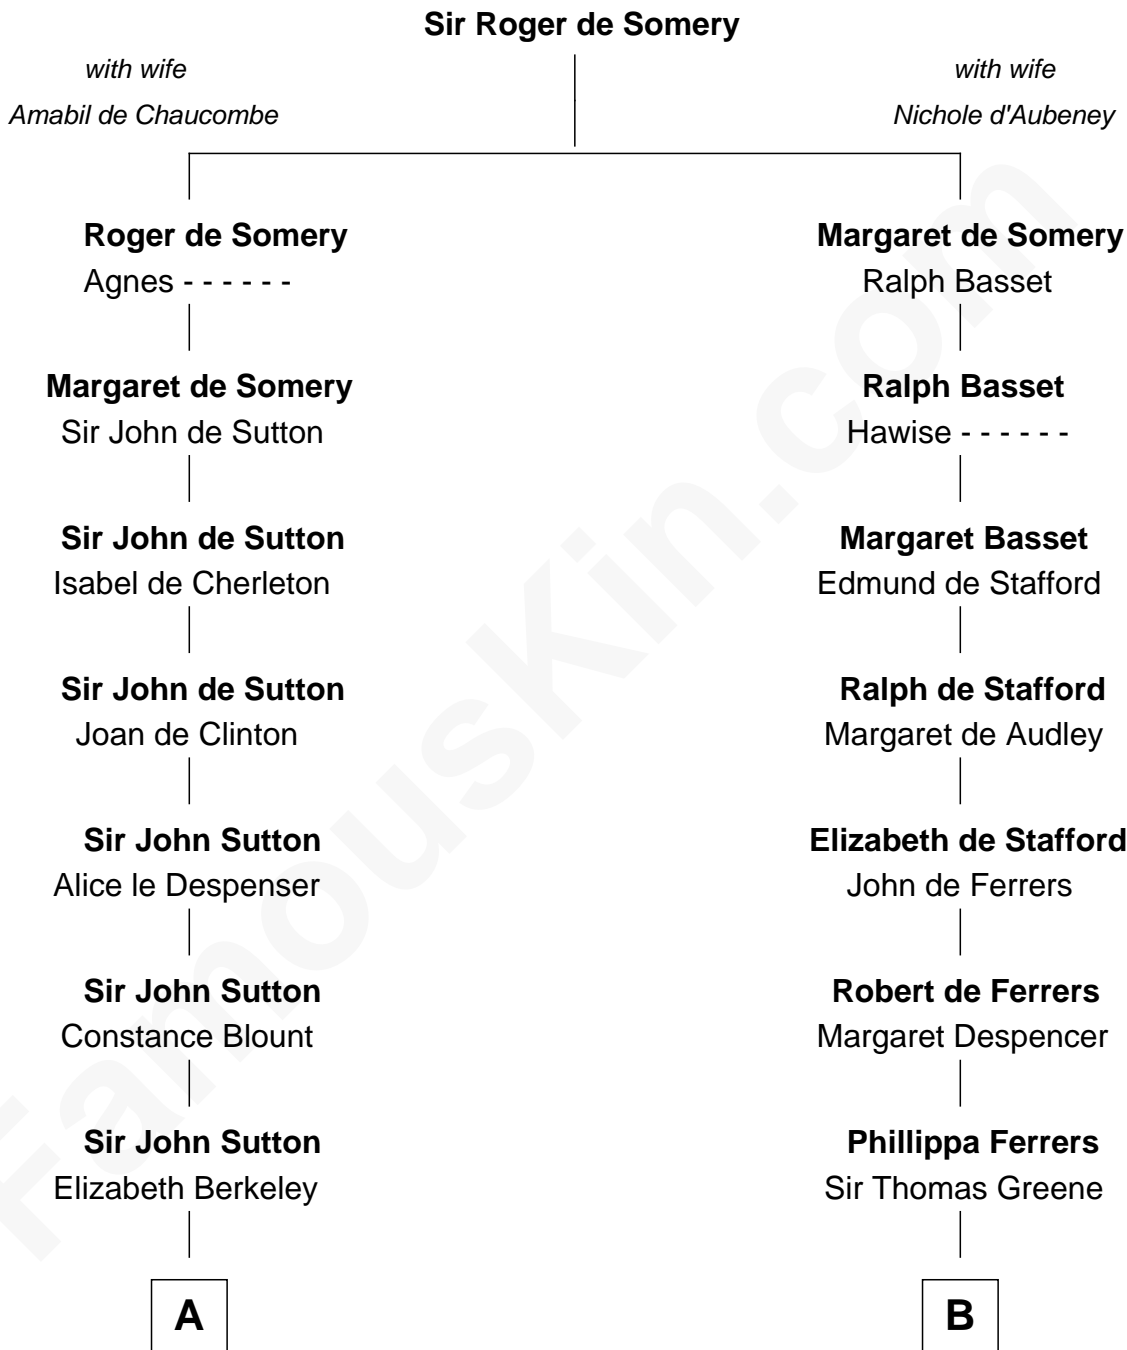 Sir Roger de Somery
with wife
Amabil de Chaucombe
with wife
Nichole d'Aubeney
Roger de Somery
Agnes - - - - - -
Margaret de Somery
Ralph Basset
Margaret de Somery
Sir John de Sutton
Ralph Basset
Hawise - - - - - -
Sir John de Sutton
Isabel de Cherleton
Margaret Basset
Edmund de Stafford
Sir John de Sutton
Joan de Clinton
Ralph de Stafford
Margaret de Audley
Sir John Sutton
Alice le Despenser
Elizabeth de Stafford
John de Ferrers
Sir John Sutton
Constance Blount
Robert de Ferrers
Margaret Despencer
Sir John Sutton
Elizabeth Berkeley
Phillippa Ferrers
Sir Thomas Greene
A
B
FamousKin.com